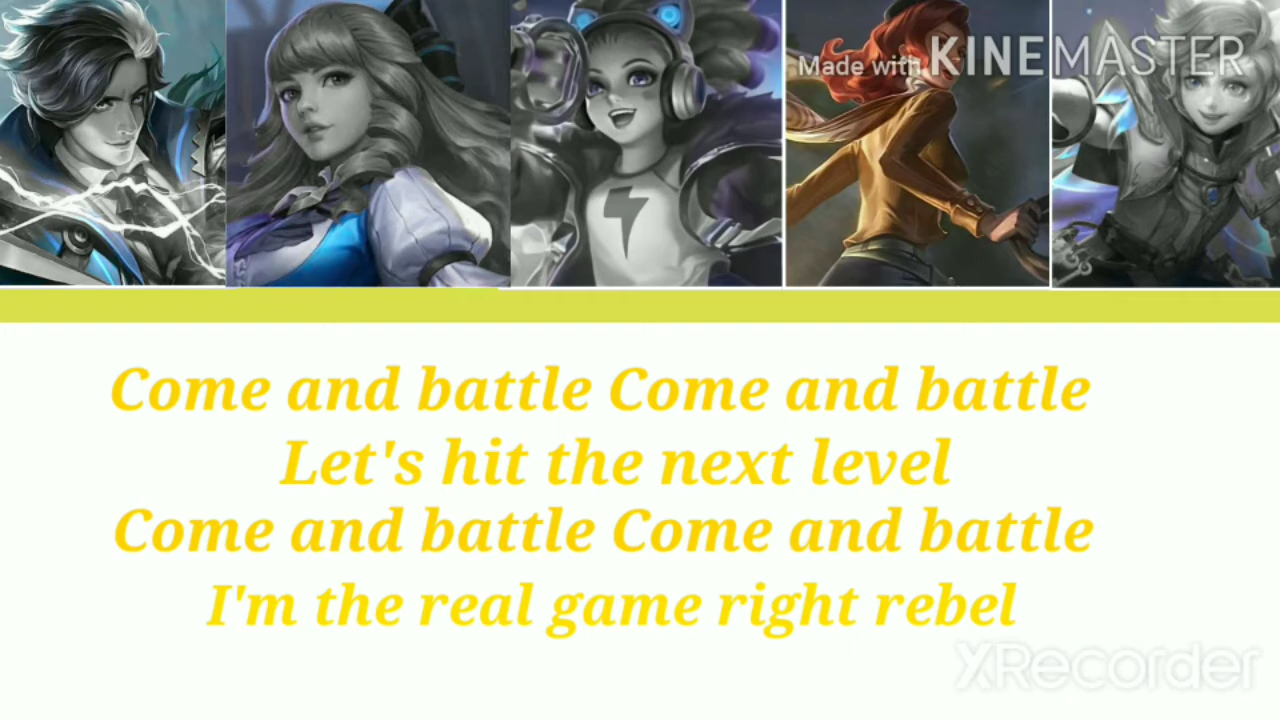 Made with KINEMASTER
Come and battle Come and battle
Let's hit the next level
Come and battle Come and battle
I'm the real game right rebel
XRecorder